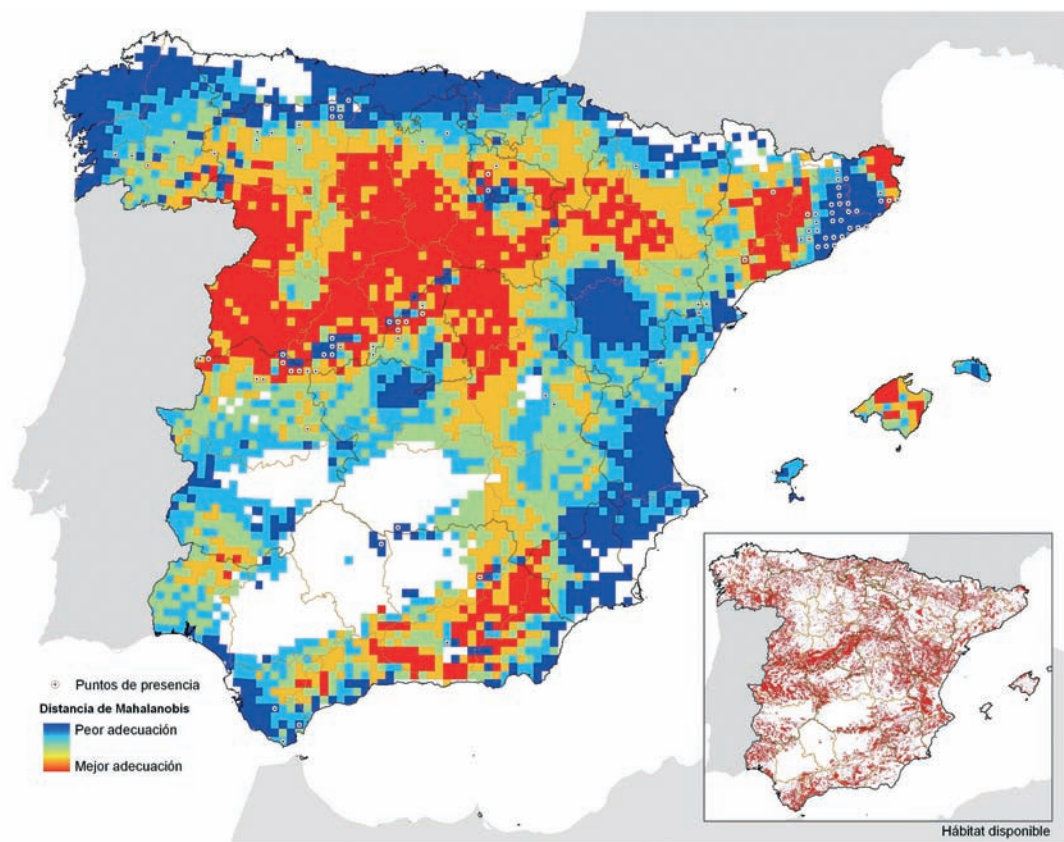 Puntos de presencia
Distancia de Mahalanobis
Peor adecuación
Mejor adecuación
Hábitat disponible